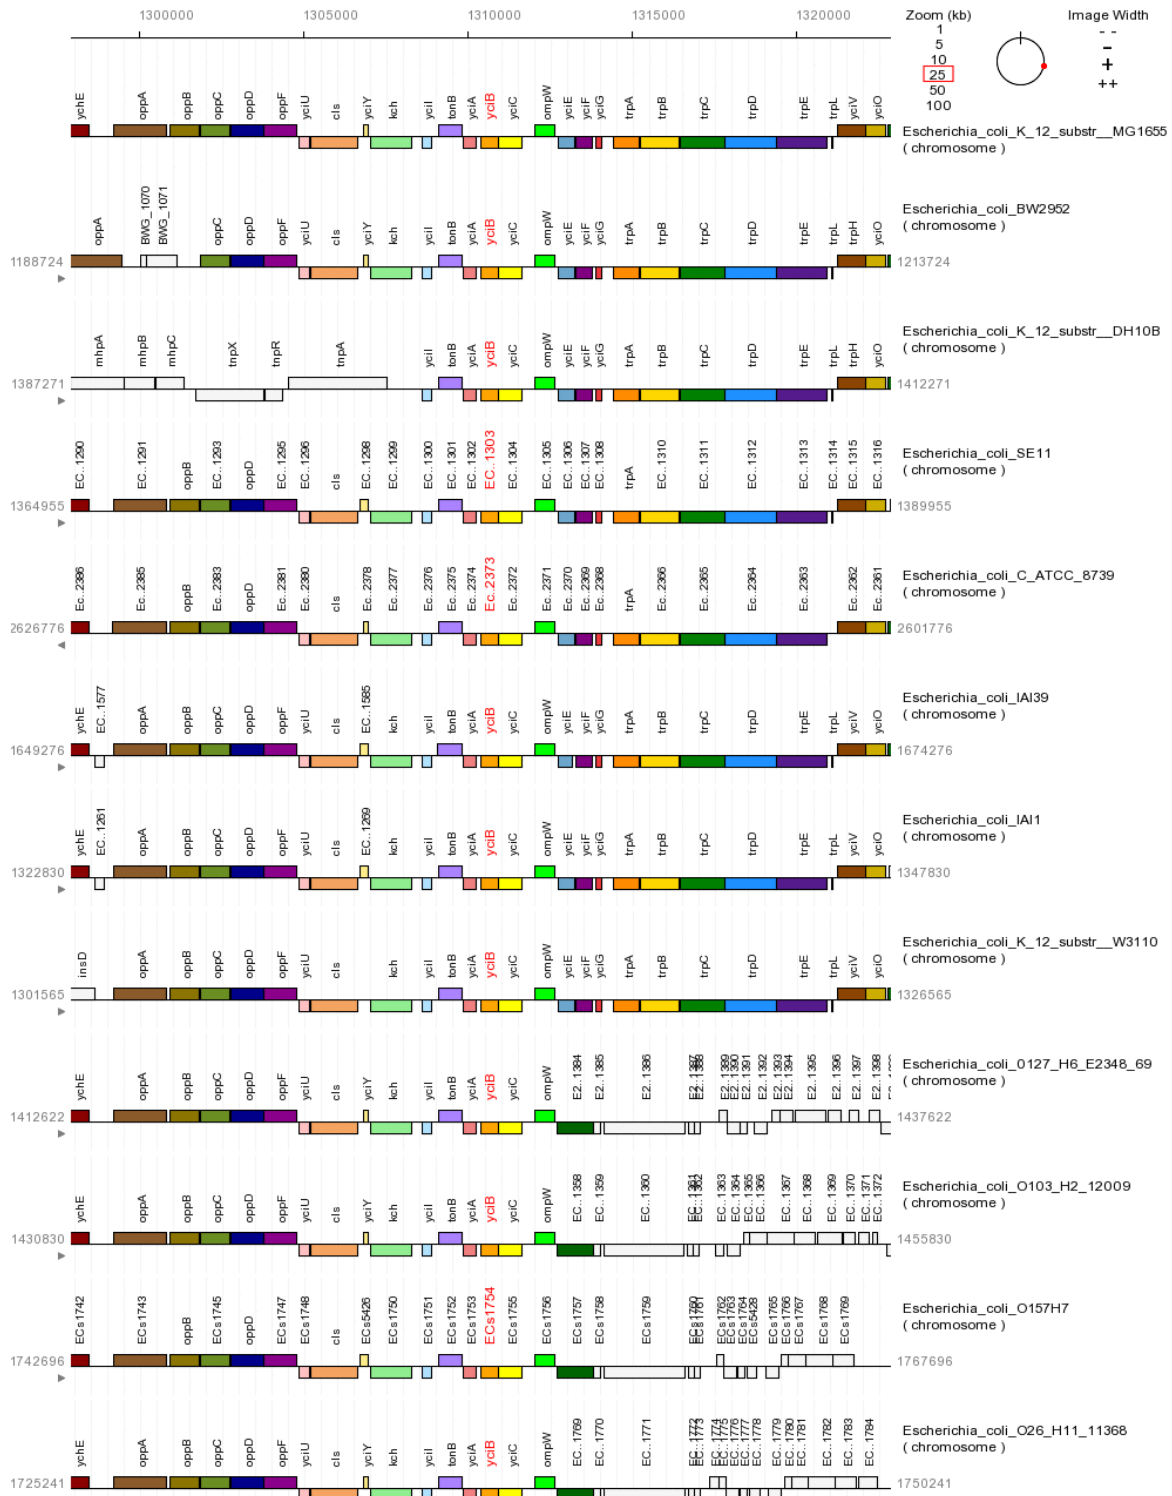 1300000 1305000 1310000 1315000 1320000
Zoom (kb)
1
5
10
25
50
100
Image Width
- -
-
+
++
ychE oppA oppB oppC oppD oppF yciU cls yciY kch yciI tonB yciA yciB yciC ompW yciE yciF yciG trpA trpB trpC trpD trpE trpL yciV yciO
Escherichia_coli_K_12_substr__MG1655
( chromosome )
oppA BWG_1070 BWG_1071 oppC oppD oppF yciU cls yciY kch yciI tonB yciA yciB yciC ompW yciE yciF yciG trpA trpB trpC trpD trpE trpL trpH yciO
Escherichia_coli_BW2952
( chromosome )
1188724 1213724
mhpA mhpB mhpC tnpX tnpR tnpA yciI tonB yciA yciB yciC ompW yciE yciF yciG trpA trpB trpC trpD trpE trpL trpH yciO
Escherichia_coli_K_12_substr__DH10B
( chromosome )
1387271 1412271
EC..1290 EC..1291 oppB EC..1293 oppD EC..1295 EC..1296 cls EC..1298 EC..1299 EC..1300 EC..1301 EC..1302 EC..1303 EC..1304 EC..1305 EC..1306 EC..1307 EC..1308 trpA EC..1310 EC..1311 EC..1312 EC..1313 EC..1314 EC..1315 EC..1316
Escherichia_coli_SE11
( chromosome )
1364955 1389955
Ec..2386 Ec..2385 oppB Ec..2383 oppD Ec..2381 Ec..2380 cls Ec..2378 Ec..2377 Ec..2376 Ec..2375 Ec..2374 Ec..2373 Ec..2372 Ec..2371 Ec..2370 Ec..2369 Ec..2368 trpA Ec..2366 Ec..2365 Ec..2364 Ec..2363 Ec..2362 Ec..2361
Escherichia_coli_C_ATCC_8739
( chromosome )
2626776 2601776
ychE EC..1577 oppA oppB oppC oppD oppF yciU cls EC..1585 kch yciI tonB yciA yciB yciC ompW yciE yciF yciG trpA trpB trpC trpD trpE trpL yciV yciO
Escherichia_coli_IAI39
( chromosome )
1649276 1674276
ychE EC..1261 oppA oppB oppC oppD oppF yciU cls EC..1269 kch yciI tonB yciA yciB yciC ompW yciE yciF yciG trpA trpB trpC trpD trpE trpL yciV yciO
Escherichia_coli_IAI1
( chromosome )
1322830 1347830
insD oppA oppB oppC oppD oppF yciU cls kch yciI tonB yciA yciB yciC ompW yciE yciF yciG trpA trpB trpC trpD trpE trpL yciV yciO
Escherichia_coli_K_12_substr__W3110
( chromosome )
1301565 1326565
ychE oppA oppB oppC oppD oppF yciU cls yciY kch yciI tonB yciA yciB yciC ompW E2..1384 E2..1385 E2..1386 E2..1389 E2..1390 E2..1391 E2..1392 E2..1393 E2..1394 E2..1395 E2..1396 E2..1397 E2..1398
Escherichia_coli_0127_H6_E2348_69
( chromosome )
1412622 1437622
ychE oppA oppB oppC oppD oppF yciU cls yciY kch yciI tonB yciA yciB yciC ompW EC..1358 EC..1359 EC..1360 EC..1363 EC..1364 EC..1365 EC..1366 EC..1367 EC..1368 EC..1369 EC..1370 EC..1371 EC..1372
Escherichia_coli_O103_H2_12009
( chromosome )
1430830 1455830
ECs1742 ECs1743 oppB ECs1745 oppD ECs1747 ECs1748 cls ECs5426 ECs1750 ECs1751 ECs1752 ECs1753 ECs1754 ECs1755 ECs1756 ECs1757 ECs1758 ECs1759 ECs1762 ECs1763 ECs1764 ECs5428 ECs1765 ECs1766 ECs1767 ECs1768 ECs1769
Escherichia_coli_O157H7
( chromosome )
1742696 1767696
ychE oppA oppB oppC oppD oppF yciU cls yciY kch yciI tonB yciA yciB yciC ompW EC..1769 EC..1770 EC..1771 EC..1774 EC..1775 EC..1776 EC..1777 EC..1778 EC..1779 EC..1780 EC..1781 EC..1782 EC..1783 EC..1784
Escherichia_coli_O26_H11_11368
( chromosome )
1725241 1750241